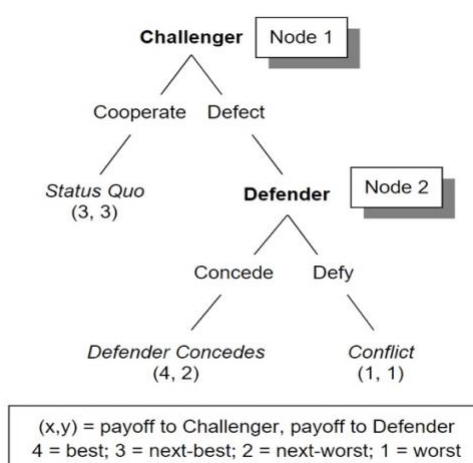 Challenger Node 1
Cooperate Defect
Status Quo
(3, 3)
Defender Node 2
Concede Defy
Defender Concedes Conflict
(4, 2) (1, 1)
(x,y) = payoff to Challenger, payoff to Defender
4 = best; 3 = next-best; 2 = next-worst; 1 = worst